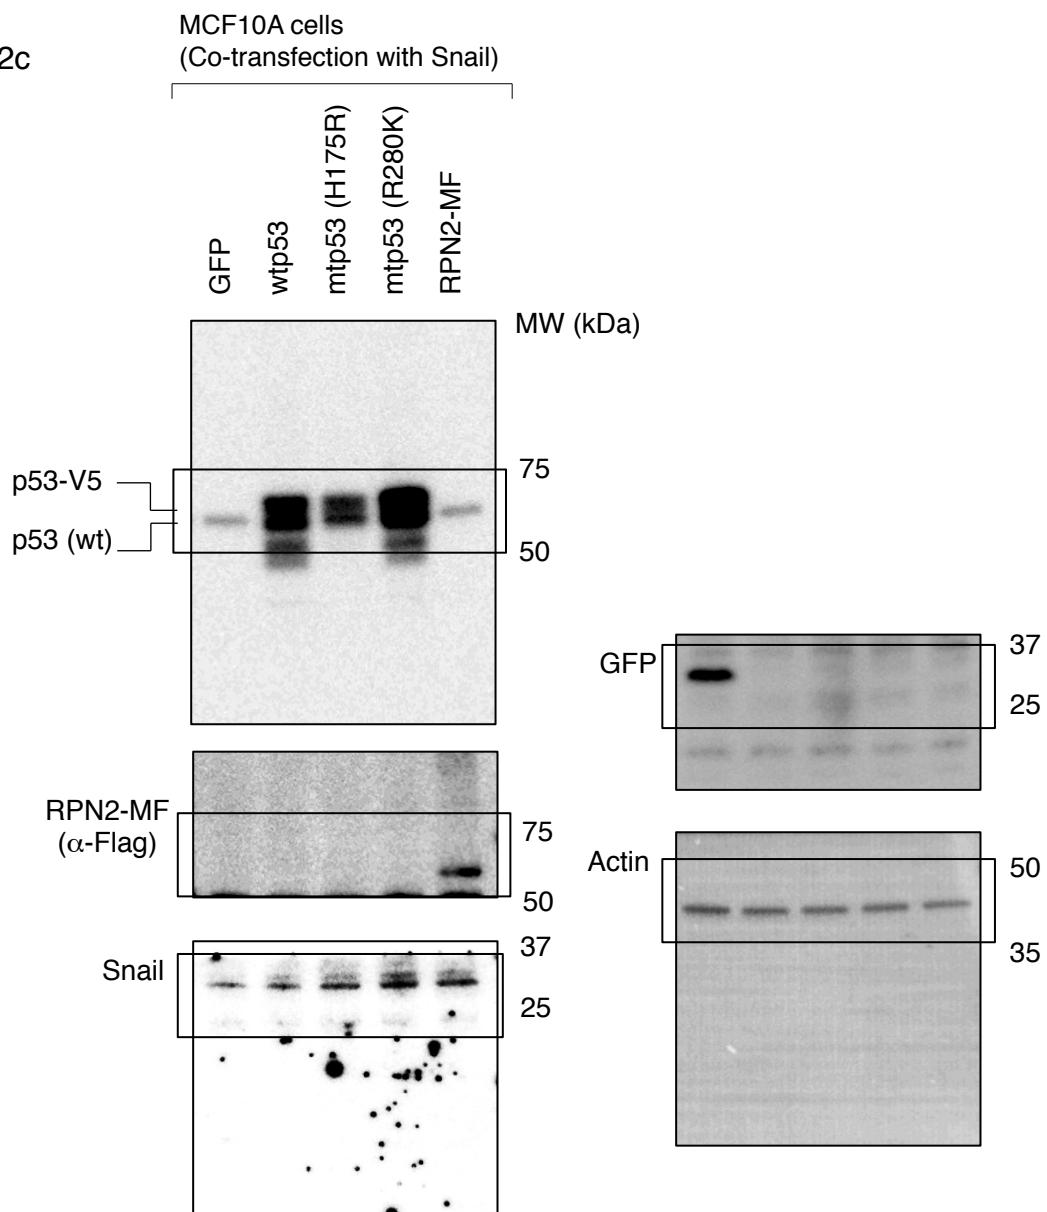 2c
MCF10A cells
(Co-transfection with Snail)
GFP
wtp53
mtp53 (H175R)
mtp53 (R280K)
RPN2-MF
MW (kDa)
p53-V5
p53 (wt)
75
50
RPN2-MF
(α-Flag)
75
50
Snail
37
25
GFP
37
25
Actin
50
35